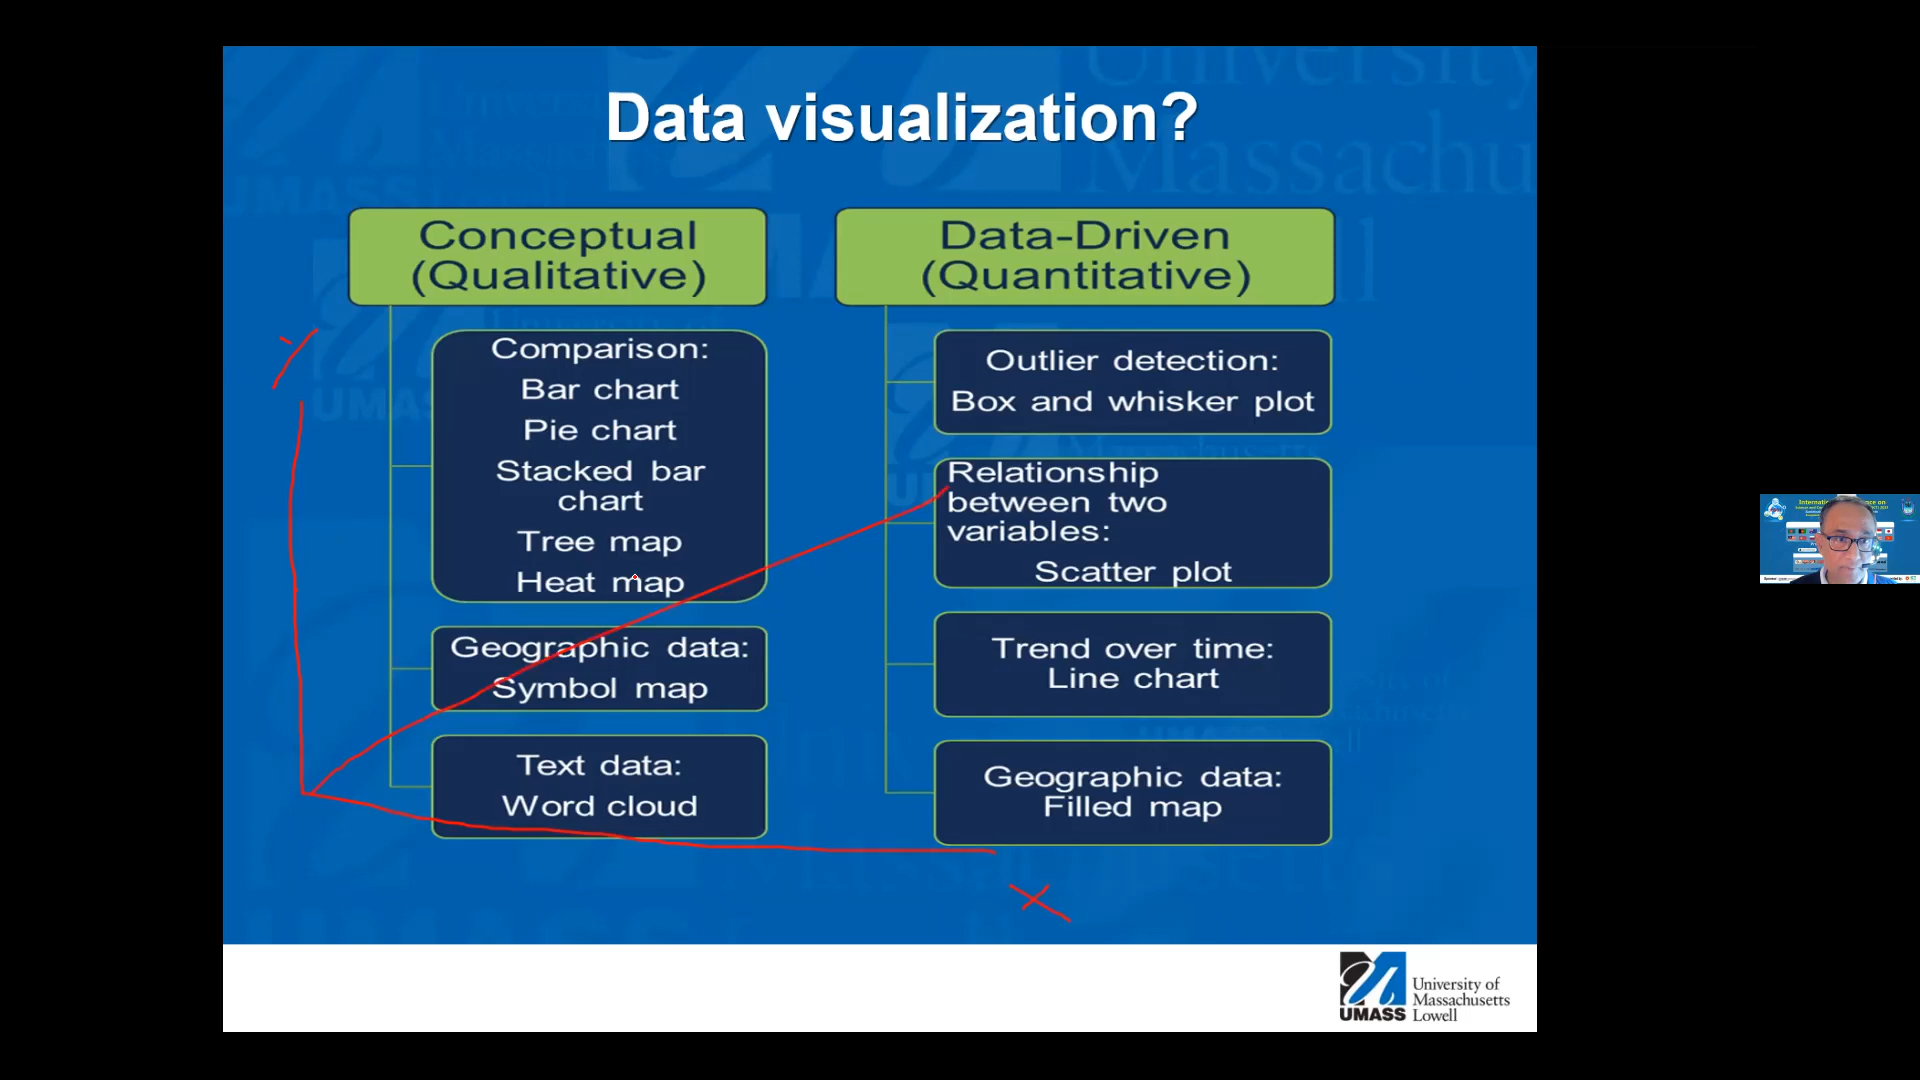 Data visualization?
Conceptual
(Qualitative)
Comparison:
Bar chart
Pie chart
Stacked bar
chart
Tree map
Heat map
Geographic data:
Symbol map
Text data:
Word cloud
Data-Driven
(Quantitative)
Outlier detection:
Box and whisker plot
Relationship
between two
variables:
Scatter plot
Trend over time:
Line chart
Geographic data:
Filled map
Y
X
UMASS
University of
Massachusetts
Lowell